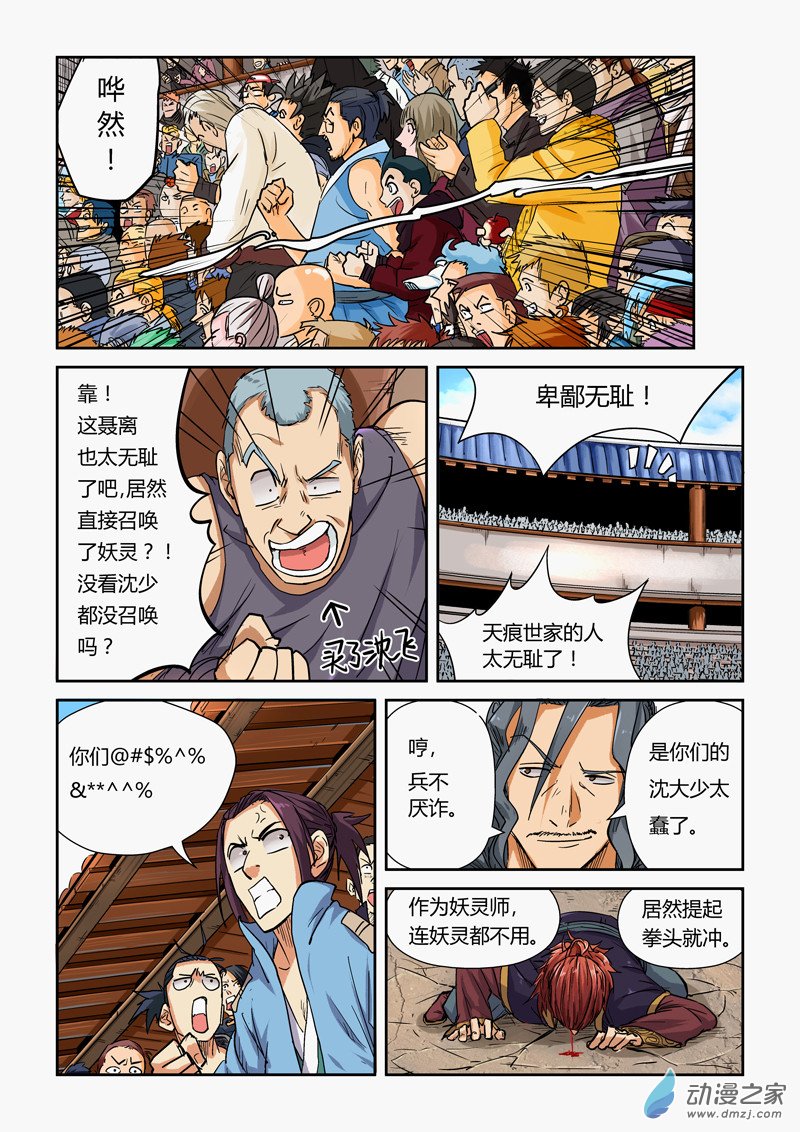 哗然！
靠！
这聂离
也太无耻
了吧，居然
直接召唤
了妖灵？！
没看沈少
都没召唤
吗？
买了沈飞
卑鄙无耻！
天痕世家的人
太无耻了！
你们@#$%^%
&**^^%
哼，
兵不
厌诈。
是你们的
沈大少太
蠢了。
作为妖灵师，
连妖灵都不用。
居然提起
拳头就冲。
动漫之家
www.dmzj.com